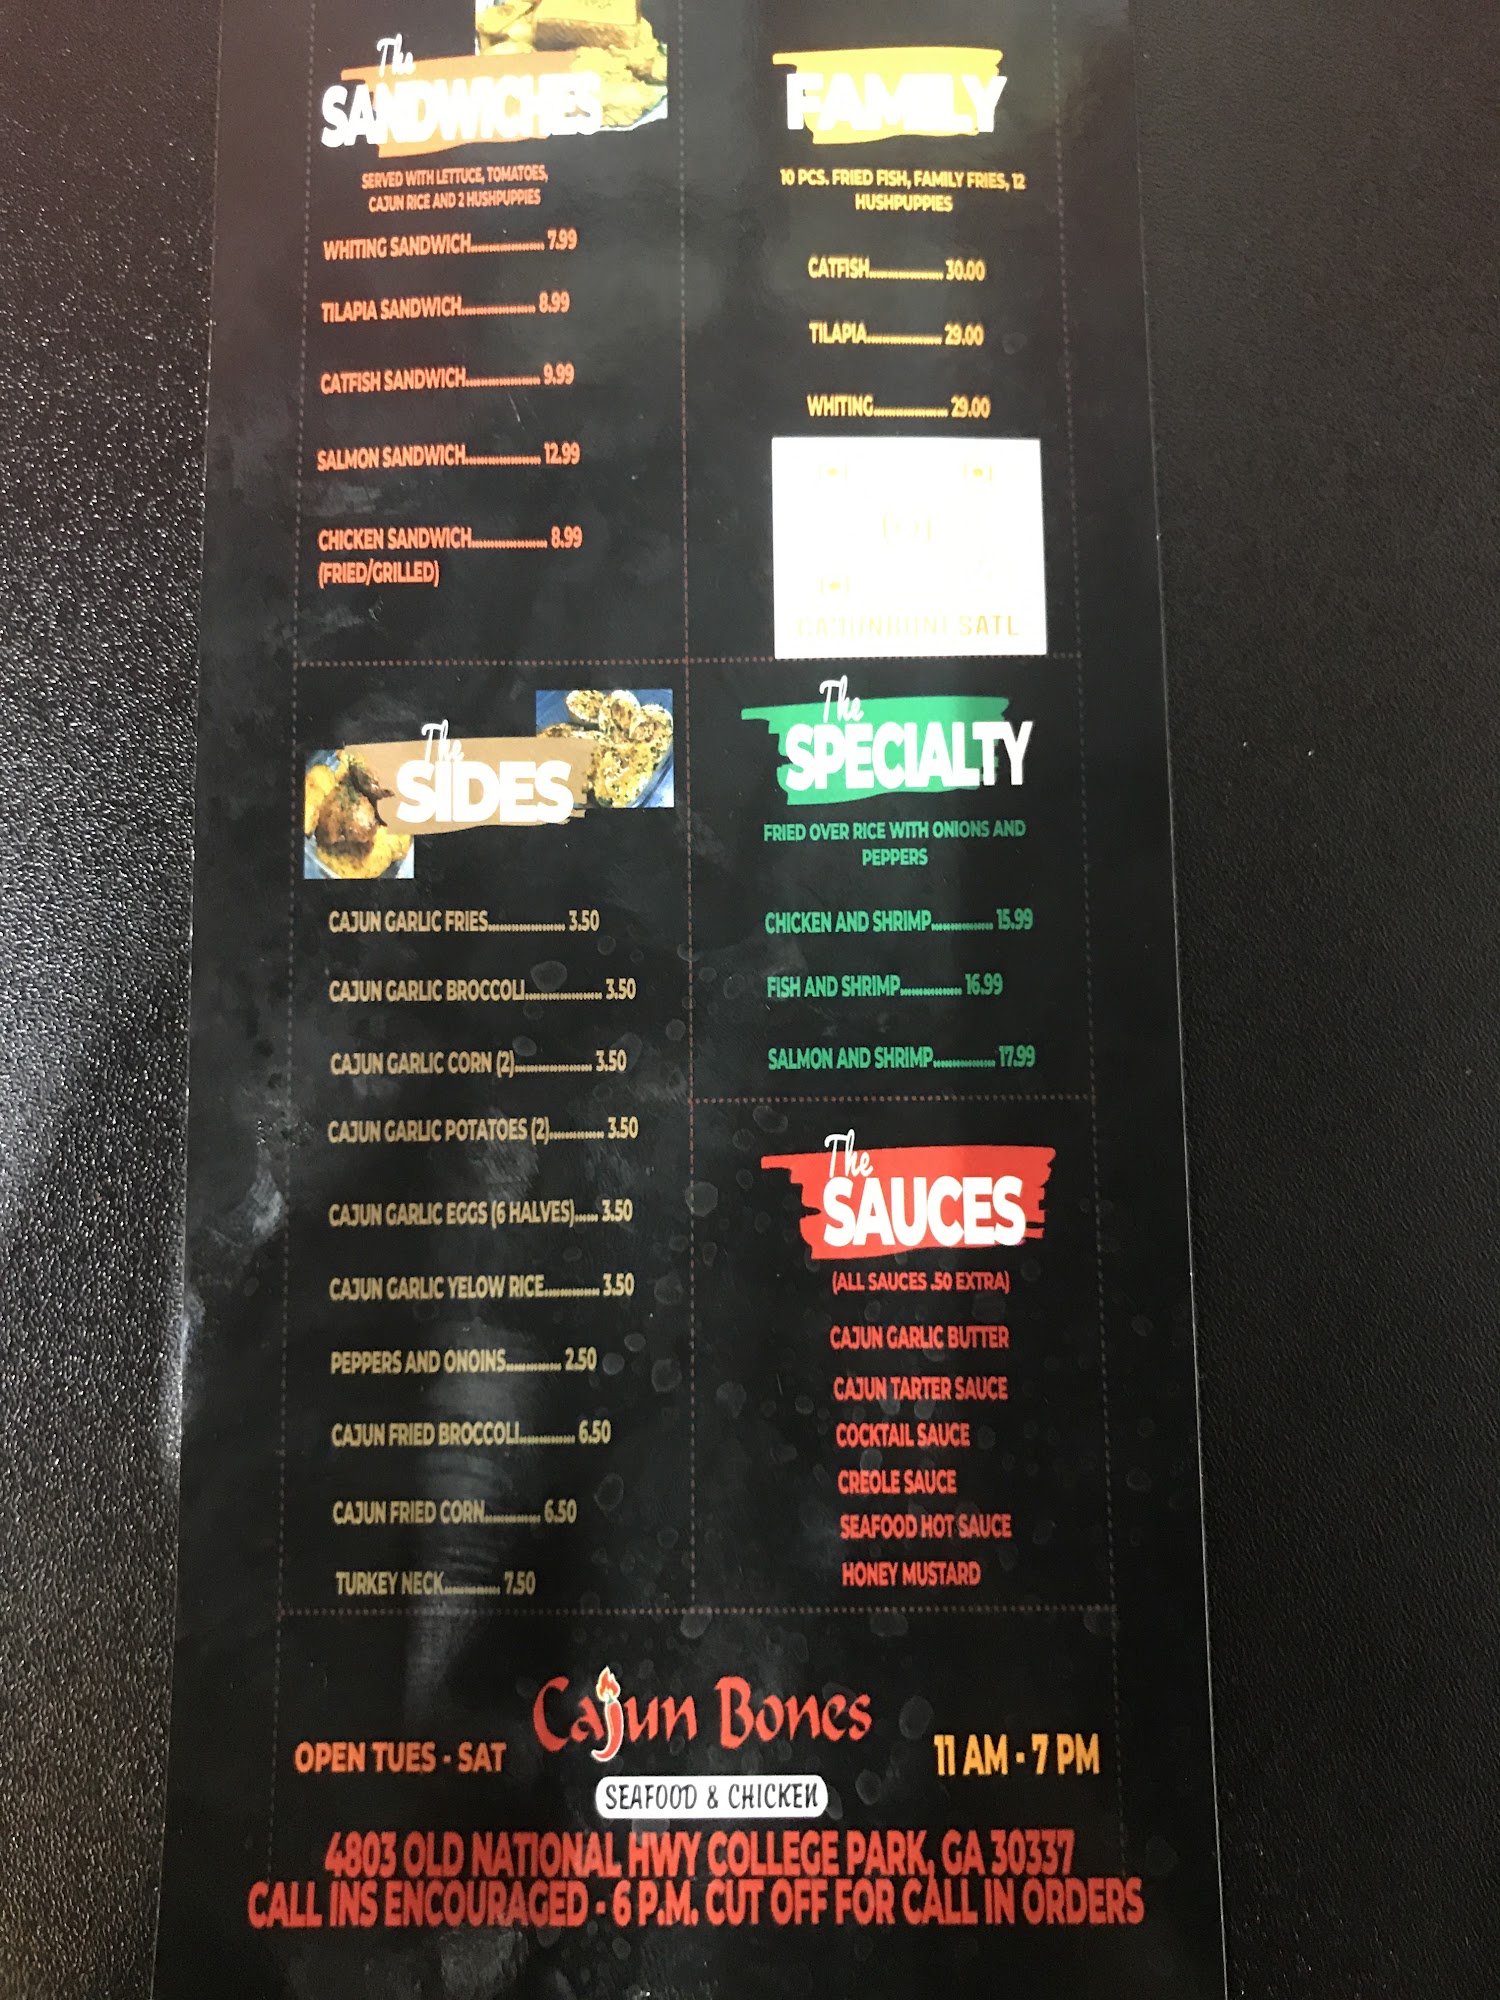 The
SANDWICHES
SERVED WITH LETTUCE, TOMATOES,
CAJUN RICE AND 2 HUSHPUPPIES
WHITING SANDWICH.................... 7.99
TILAPIA SANDWICH.................... 8.99
CATFISH SANDWICH.................... 9.99
SALMON SANDWICH.................... 12.99
CHICKEN SANDWICH.................... 8.99
(FRIED/GRILLED)
FAMILY
10 PCS. FRIED FISH, FAMILY FRIES, 12
HUSHPUPPIES
CATFISH.................... 30.00
TILAPIA.................... 29.00
WHITING.................... 29.00
CAJUNBONESATL
The
SIDES
CAJUN GARLIC FRIES.................... 3.50
CAJUN GARLIC BROCCOLI.................... 3.50
CAJUN GARLIC CORN (2).................... 3.50
CAJUN GARLIC POTATOES (2).............. 3.50
CAJUN GARLIC EGGS (6 HALVES)...... 3.50
CAJUN GARLIC YELOW RICE.............. 3.50
PEPPERS AND ONOINS.............. 2.50
CAJUN FRIED BROCCOLI.............. 6.50
CAJUN FRIED CORN.............. 6.50
TURKEY NECK.............. 7.50
The
SPECIALTY
FRIED OVER RICE WITH ONIONS AND
PEPPERS
CHICKEN AND SHRIMP................ 15.99
FISH AND SHRIMP................ 16.99
SALMON AND SHRIMP................ 17.99
The
SAUCES
(ALL SAUCES .50 EXTRA)
CAJUN GARLIC BUTTER
CAJUN TARTER SAUCE
COCKTAIL SAUCE
CREOLE SAUCE
SEAFOOD HOT SAUCE
HONEY MUSTARD
OPEN TUES - SAT
Cajun Bones
SEAFOOD & CHICKEN
11 AM - 7 PM
4803 OLD NATIONAL HWY COLLEGE PARK, GA 30337
CALL INS ENCOURAGED - 6 P.M. CUT OFF FOR CALL IN ORDERS